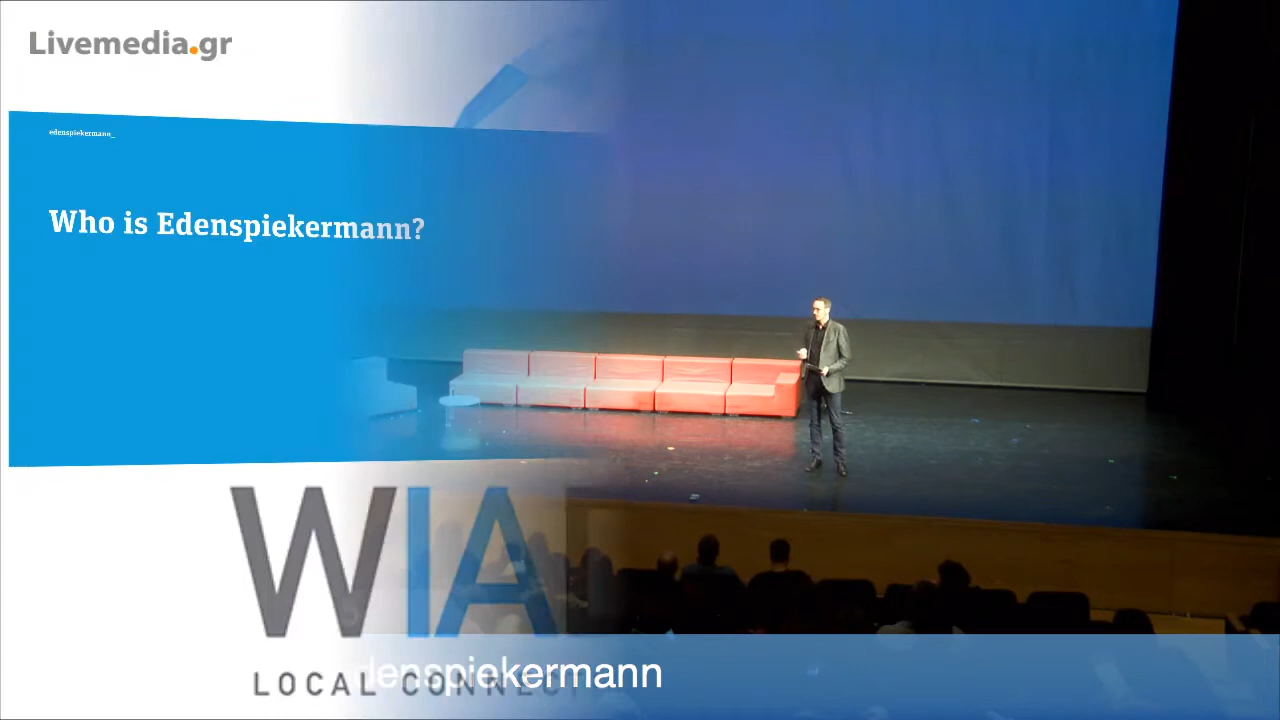 Livemedia.gr
edenspiekermann_
Who is Edenspiekermann?
WIA
LOCAL CONNECT
denspiekermann